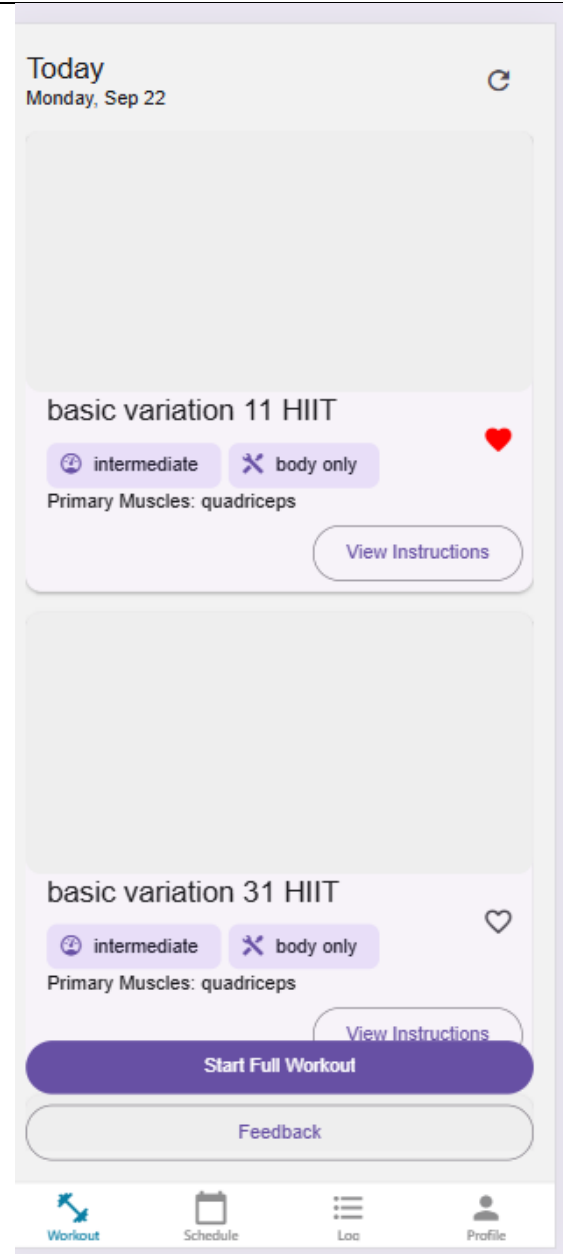 Today
Monday, Sep 22
basic variation 11 HIIT
intermediate
body only
Primary Muscles: quadriceps
View Instructions
basic variation 31 HIIT
intermediate
body only
Primary Muscles: quadriceps
View Instructions
Start Full Workout
Feedback
Workout
Schedule
Log
Profile